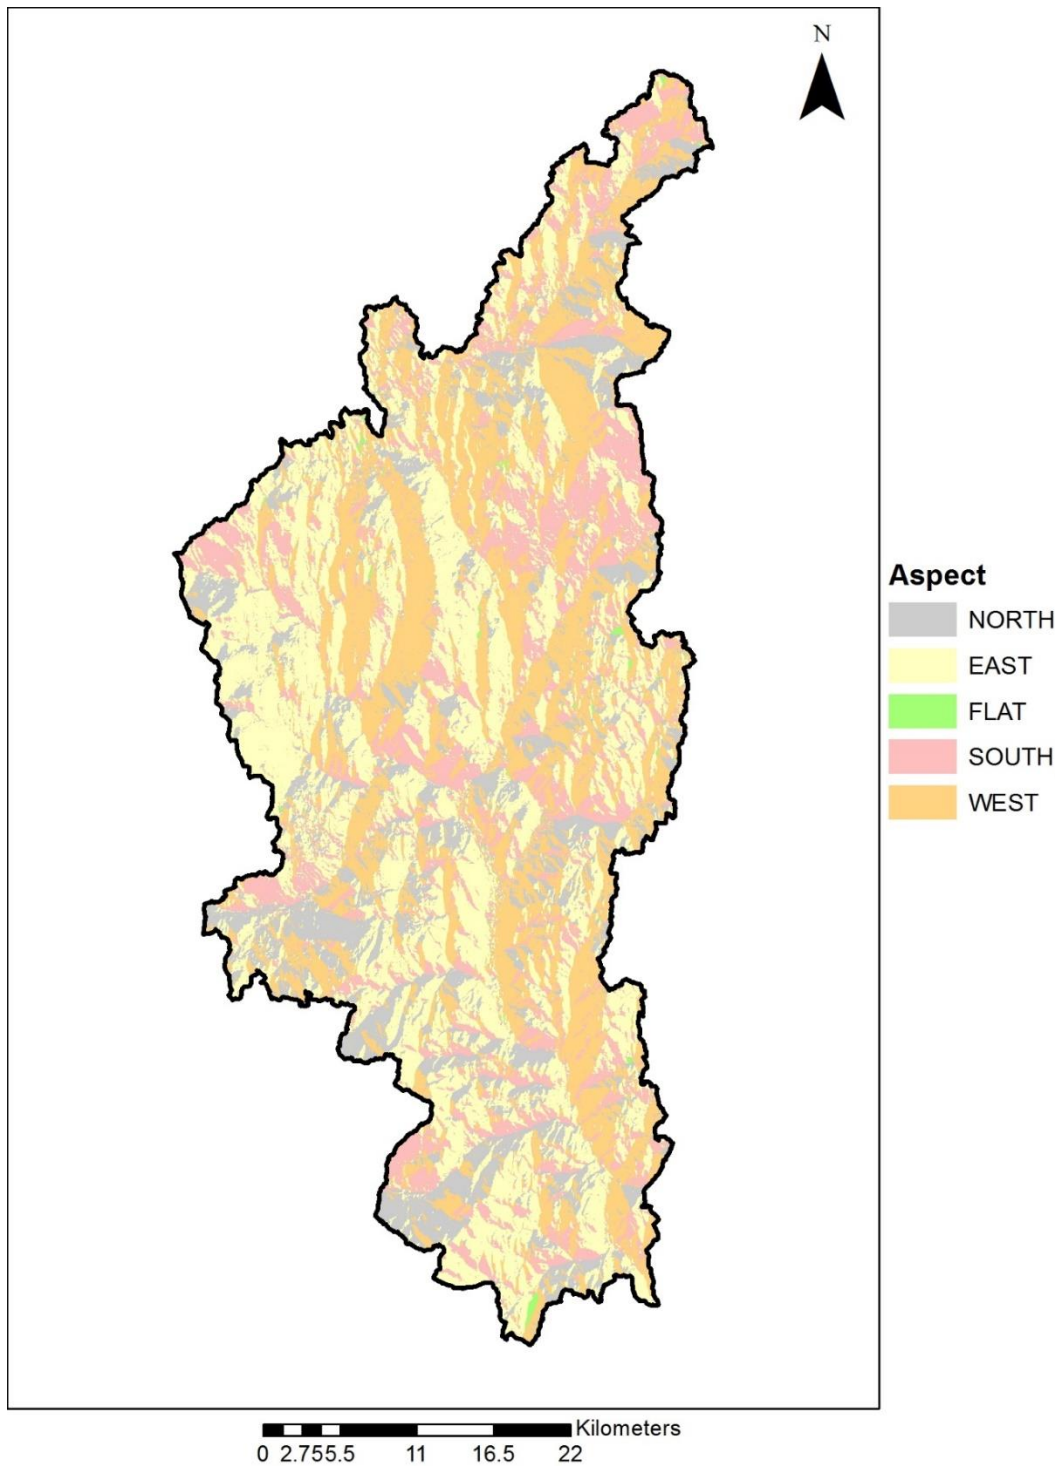 N
Aspect
NORTH
EAST
FLAT
SOUTH
WEST
Kilometers
0 2.755.5 11 16.5 22